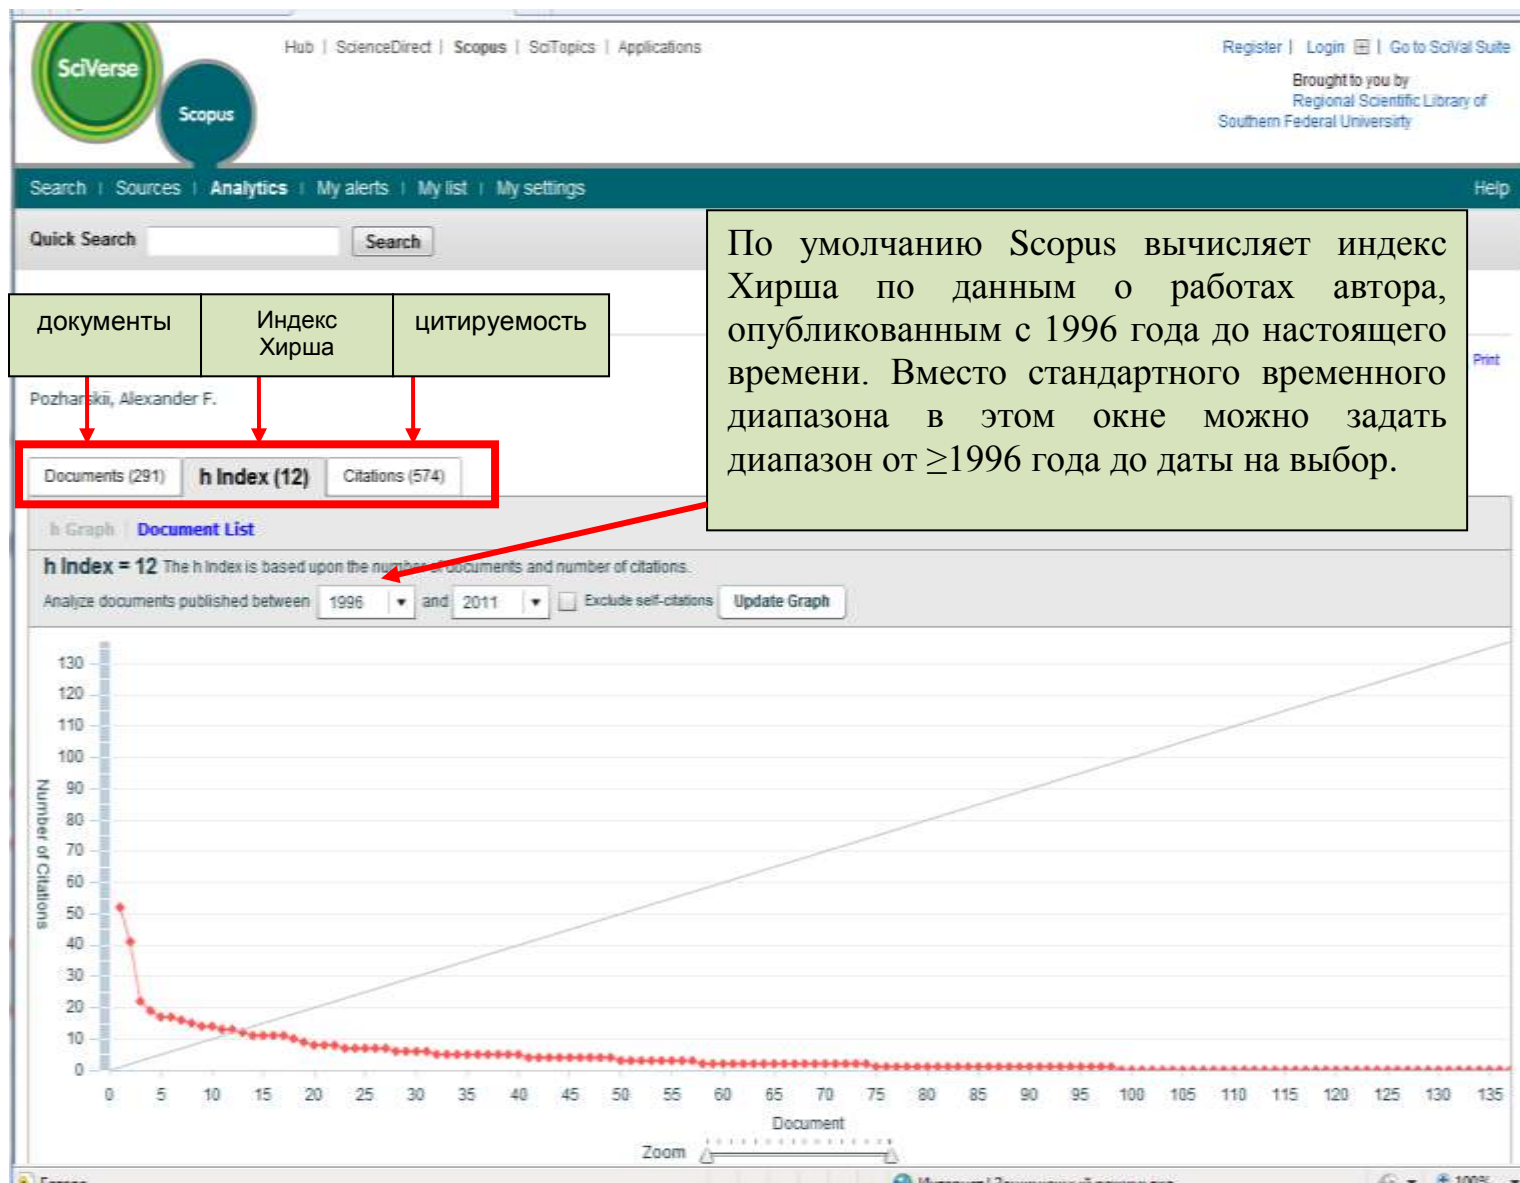 SciVerse
Scopus
Hub | ScienceDirect | Scopus | SciTopics | Applications
Register | Login | Go to SciVal Suite
Brought to you by
Regional Scientific Library of
Southern Federal Universirty
Search | Sources | Analytics | My alerts | My list | My settings
Help
Quick Search
Search
По умолчанию Scopus вычисляет индекс
Хирша по данным о работах автора,
опубликованным с 1996 года до настоящего
времени. Вместо стандартного временного
диапазона в этом окне можно задать
диапазон от ≥1996 года до даты на выбор.
документы
Индекс
Хирша
цитируемость
Print
Pozharskii, Alexander F.
Documents (291)
h Index (12)
Citations (574)
h Graph | Document List
h Index = 12 The h Index is based upon the number of documents and number of citations.
Analyze documents published between 1996 and 2011 Exclude self-citations Update Graph
Number of Citations
130
120
110
100
90
80
70
60
50
40
30
20
10
0
0 5 10 15 20 25 30 35 40 45 50 55 60 65 70 75 80 85 90 95 100 105 110 115 120 125 130 135
Document
Zoom
100%